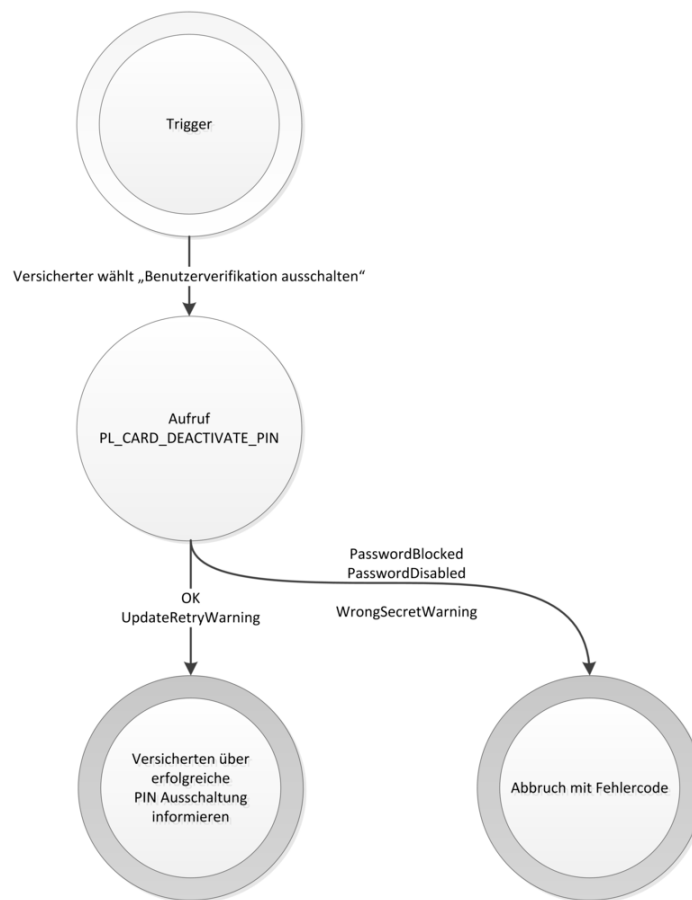 Trigger
Versicherter wählt „Benutzerverifikation ausschalten“
Aufruf
PL_CARD_DEACTIVATE_PIN
PasswordBlocked
PasswordDisabled
WrongSecretWarning
OK
UpdateRetryWarning
Versicherten über
erfolgreiche
PIN Ausschaltung
informieren
Abbruch mit Fehlercode